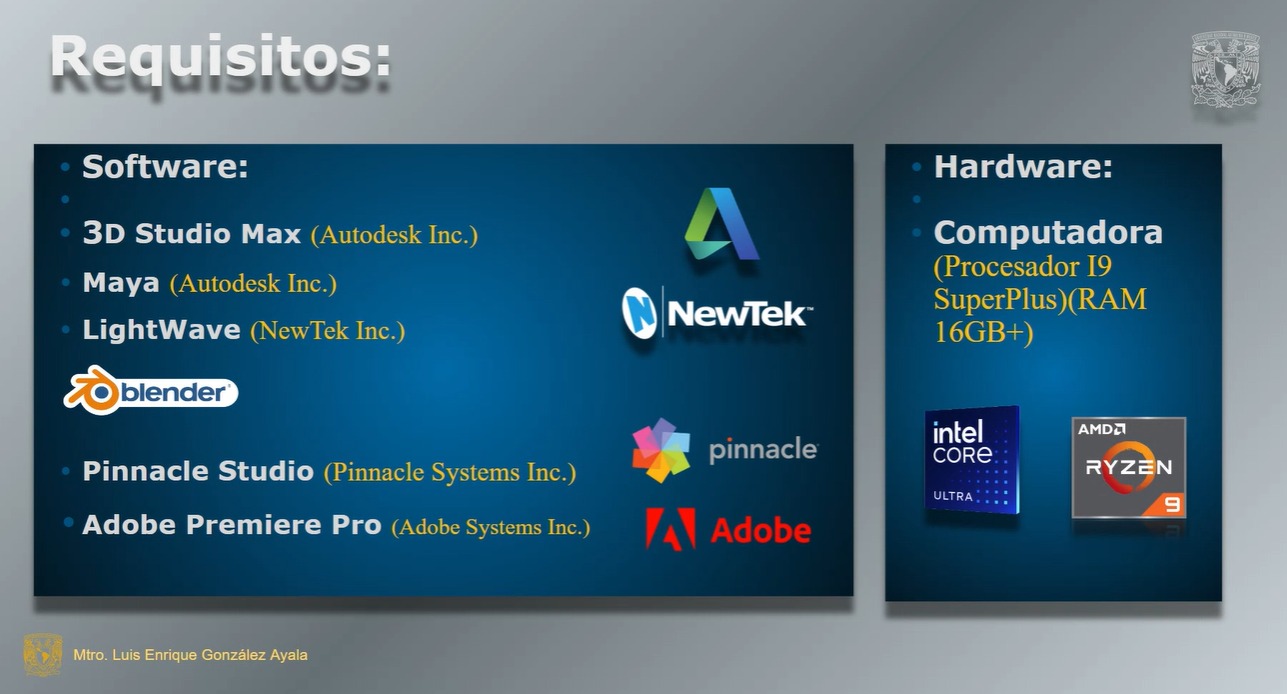 Requisitos:
Software:
3D Studio Max (Autodesk Inc.)
Maya (Autodesk Inc.)
LightWave (NewTek Inc.)
blender
Pinnacle Studio (Pinnacle Systems Inc.)
Adobe Premiere Pro (Adobe Systems Inc.)
N NewTek™
pinnacle
Adobe
Hardware:
Computadora
(Procesador I9
SuperPlus)(RAM
16GB+)
intel
CORE
ULTRA
AMD
RYZEN
9
Mtro. Luis Enrique González Ayala